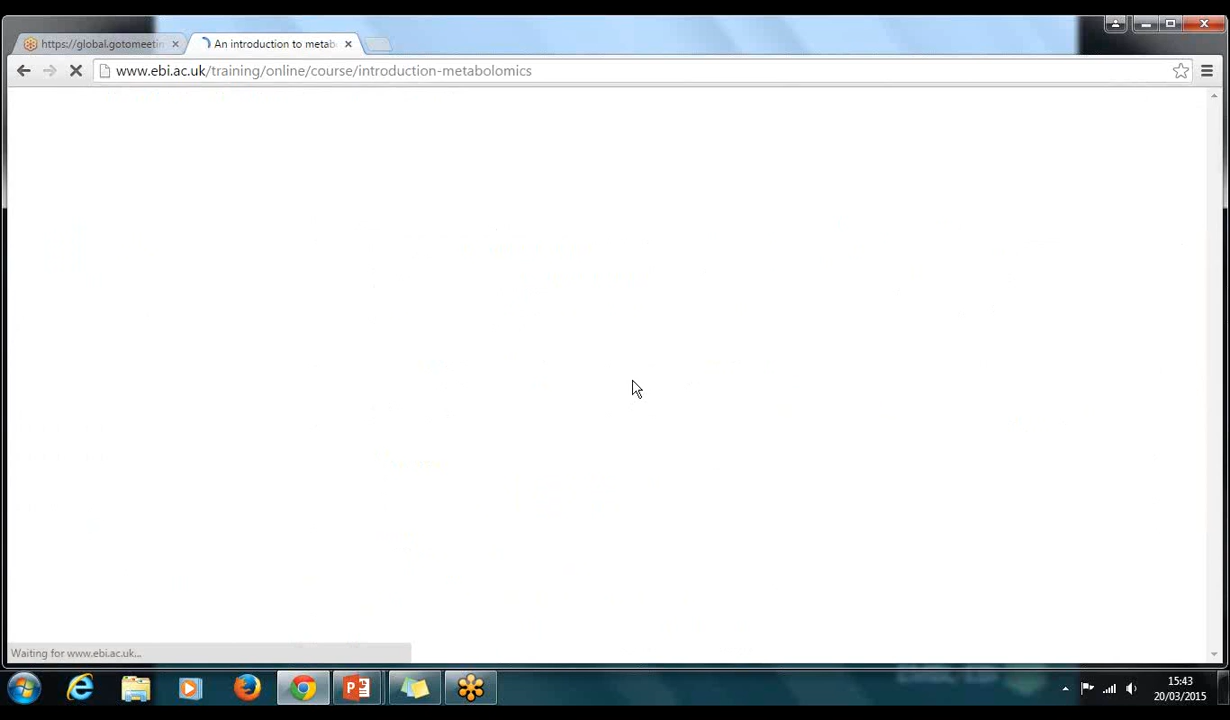 https://global.gotomeetin
An introduction to metab
www.ebi.ac.uk/training/online/course/introduction-metabolomics
Waiting for www.ebi.ac.uk...
15:43
20/03/2015